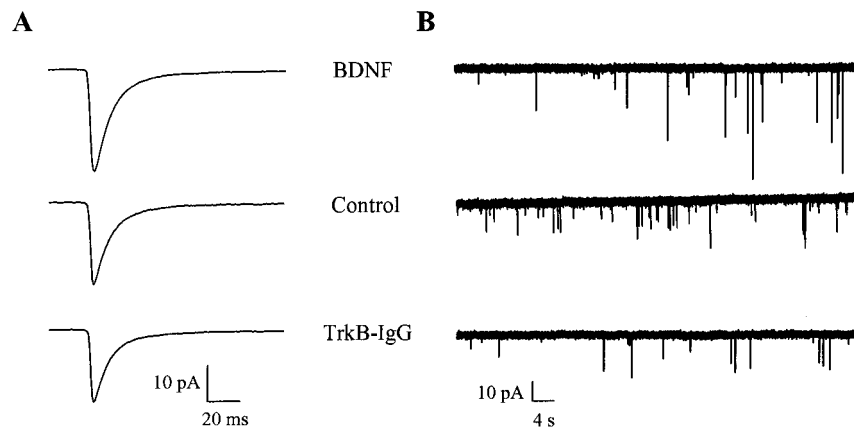 A
B
BDNF
Control
TrkB-IgG
10 pA
20 ms
10 pA
4 s